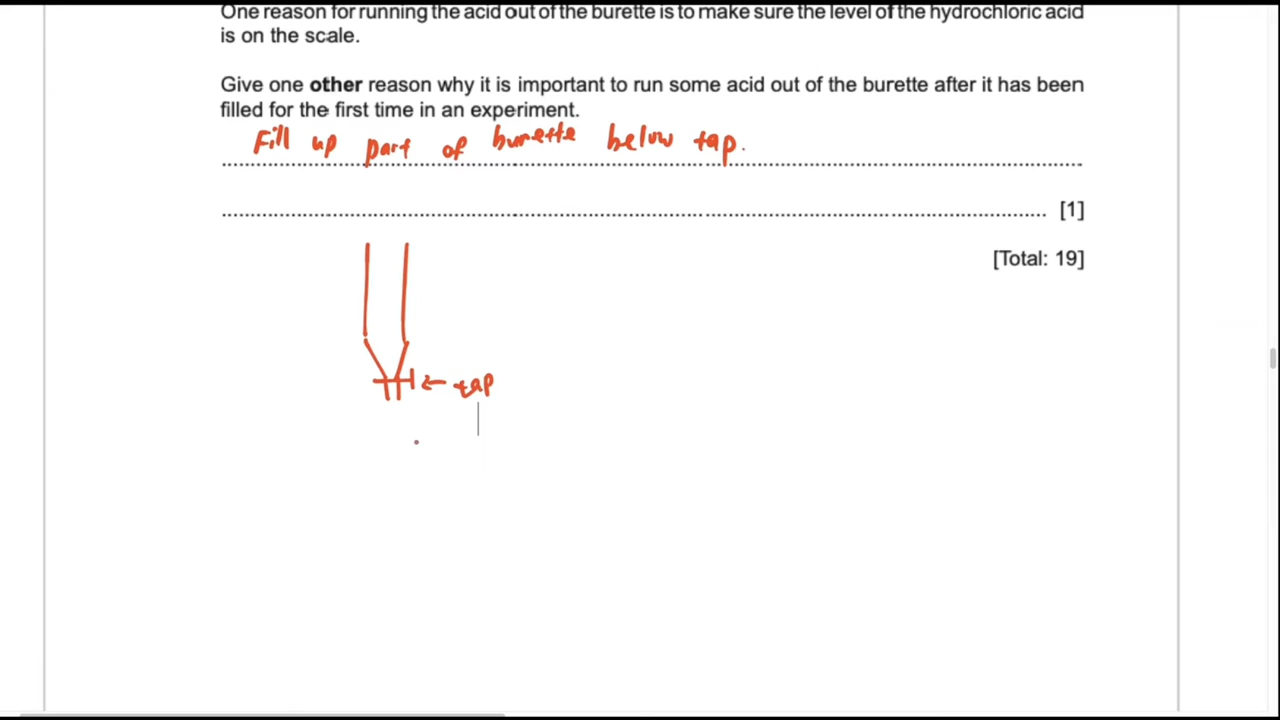 One reason for running the acid out of the burette is to make sure the level of the hydrochloric acid
is on the scale.
Give one other reason why it is important to run some acid out of the burette after it has been
filled for the first time in an experiment.
Fill up part of burette below tap.
[1]
[Total: 19]
← tap